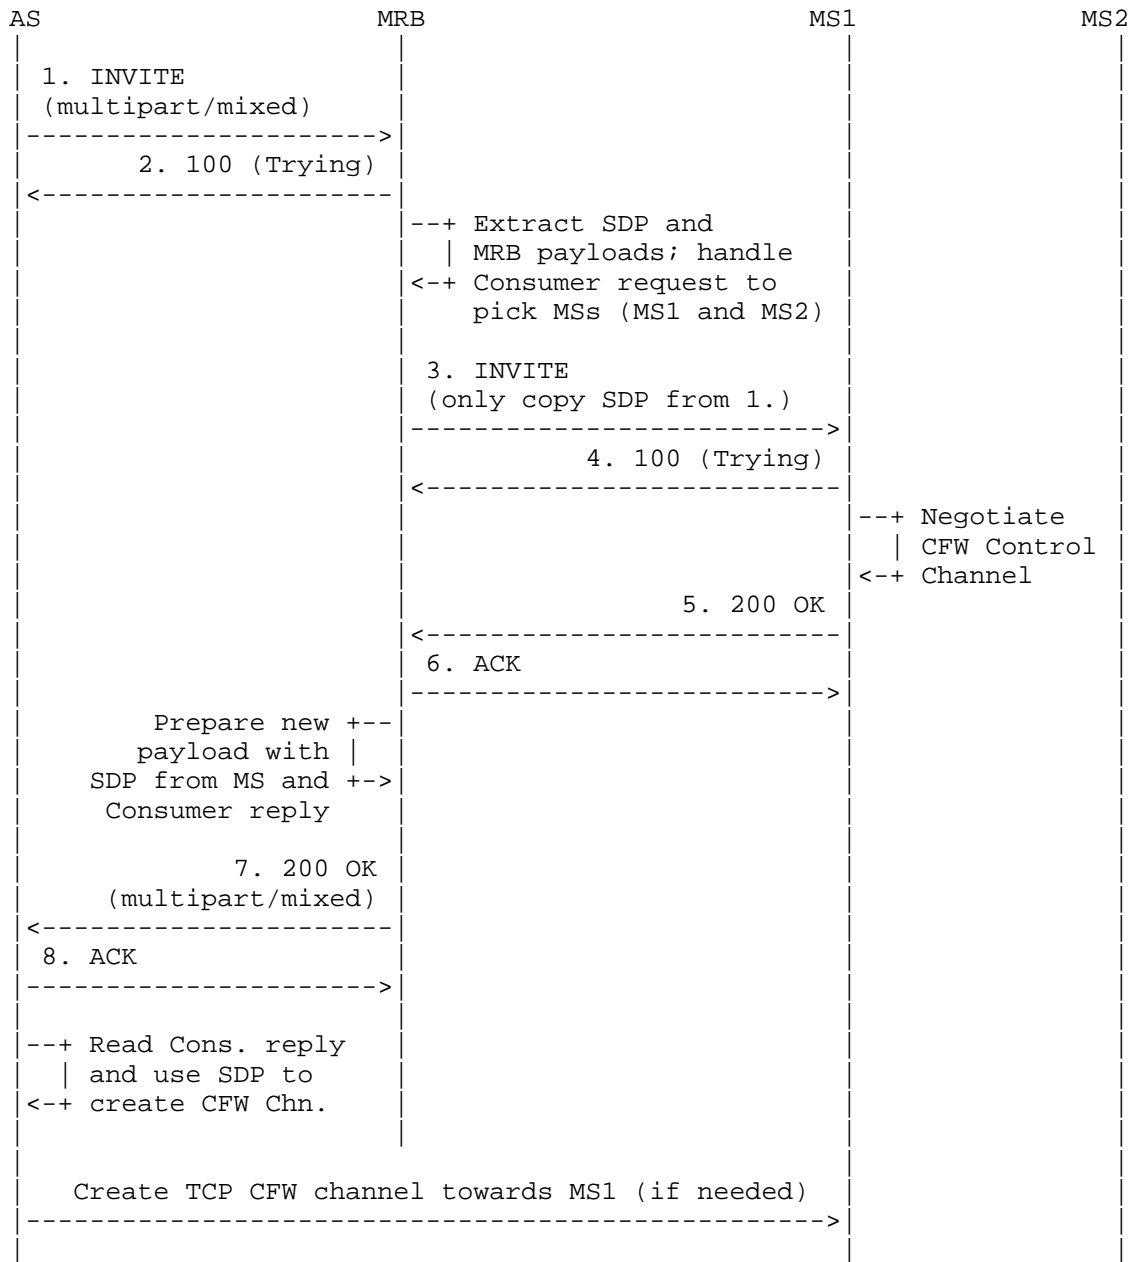 AS MRB MS1 MS2
1. INVITE
(multipart/mixed)
2. 100 (Trying)
Extract SDP and
MRB payloads; handle
Consumer request to
pick MSs (MS1 and MS2)
3. INVITE
(only copy SDP from 1.)
4. 100 (Trying)
Negotiate
CFW Control
Channel
5. 200 OK
6. ACK
Prepare new
payload with
SDP from MS and
Consumer reply
7. 200 OK
(multipart/mixed)
8. ACK
Read Cons. reply
and use SDP to
create CFW Chn.
Create TCP CFW channel towards MS1 (if needed)